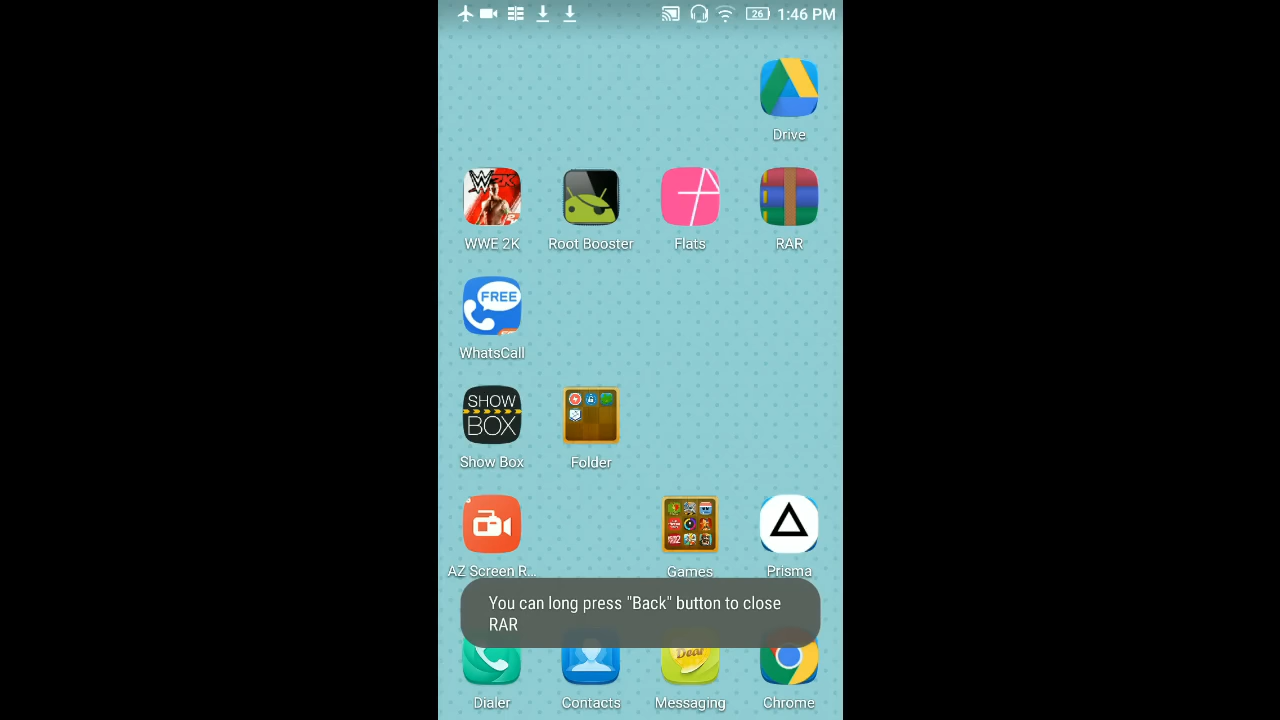 26 1:46 PM
Drive
WWE 2K Root Booster Flats RAR
FREE
WhatsCall
SHOW
BOX
Show Box Folder
AZ Screen R... Games Prisma
You can long press "Back" button to close
RAR
Dear
Dialer Contacts Messaging Chrome